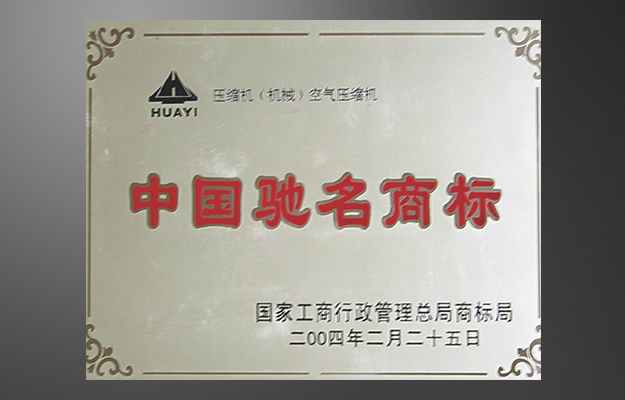 HUAYI
压缩机（机械）空气压缩机
中国驰名商标
国家工商行政管理总局商标局
二00四年二月二十五日